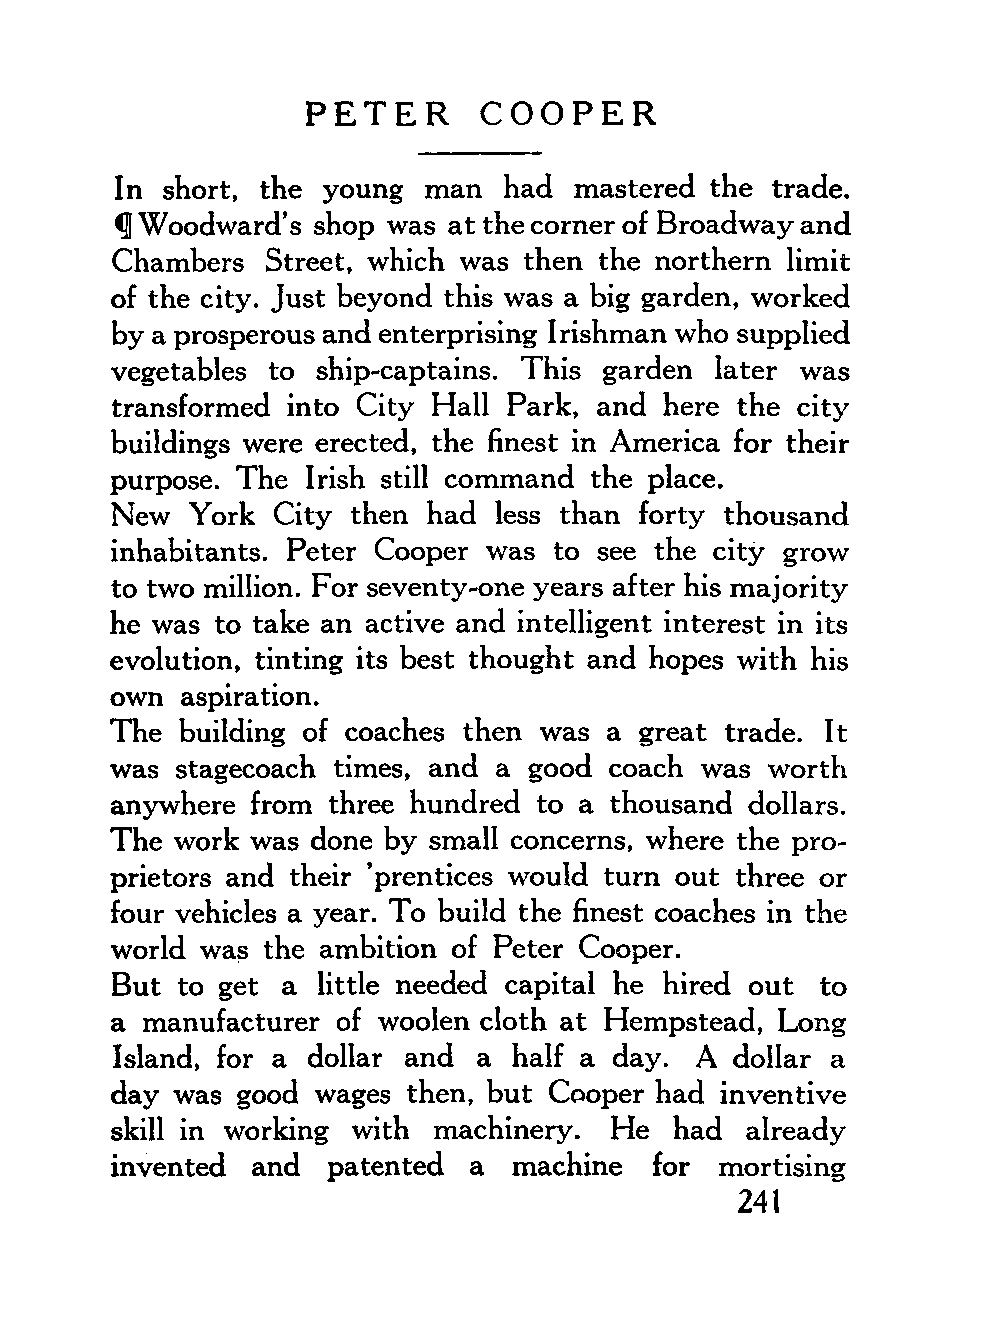 PETER COOPER
In short, the young man had mastered the trade.
¶ Woodward's shop was at the corner of Broadway and
Chambers Street, which was then the northern limit
of the city. Just beyond this was a big garden, worked
by a prosperous and enterprising Irishman who supplied
vegetables to ship-captains. This garden later was
transformed into City Hall Park, and here the city
buildings were erected, the finest in America for their
purpose. The Irish still command the place.
New York City then had less than forty thousand
inhabitants. Peter Cooper was to see the city grow
to two million. For seventy-one years after his majority
he was to take an active and intelligent interest in its
evolution, tinting its best thought and hopes with his
own aspiration.
The building of coaches then was a great trade. It
was stagecoach times, and a good coach was worth
anywhere from three hundred to a thousand dollars.
The work was done by small concerns, where the pro-
prietors and their 'prentices would turn out three or
four vehicles a year. To build the finest coaches in the
world was the ambition of Peter Cooper.
But to get a little needed capital he hired out to
a manufacturer of woolen cloth at Hempstead, Long
Island, for a dollar and a half a day. A dollar a
day was good wages then, but Cooper had inventive
skill in working with machinery. He had already
invented and patented a machine for mortising
241